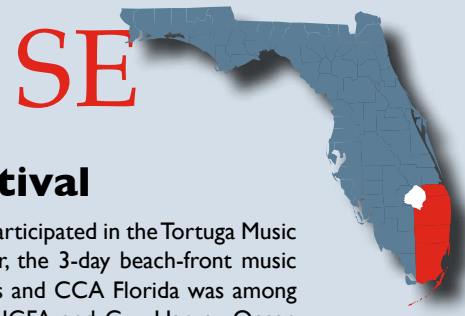 SE
tival
articipated in the Tortuga Music
r, the 3-day beach-front music
s and CCA Florida was among